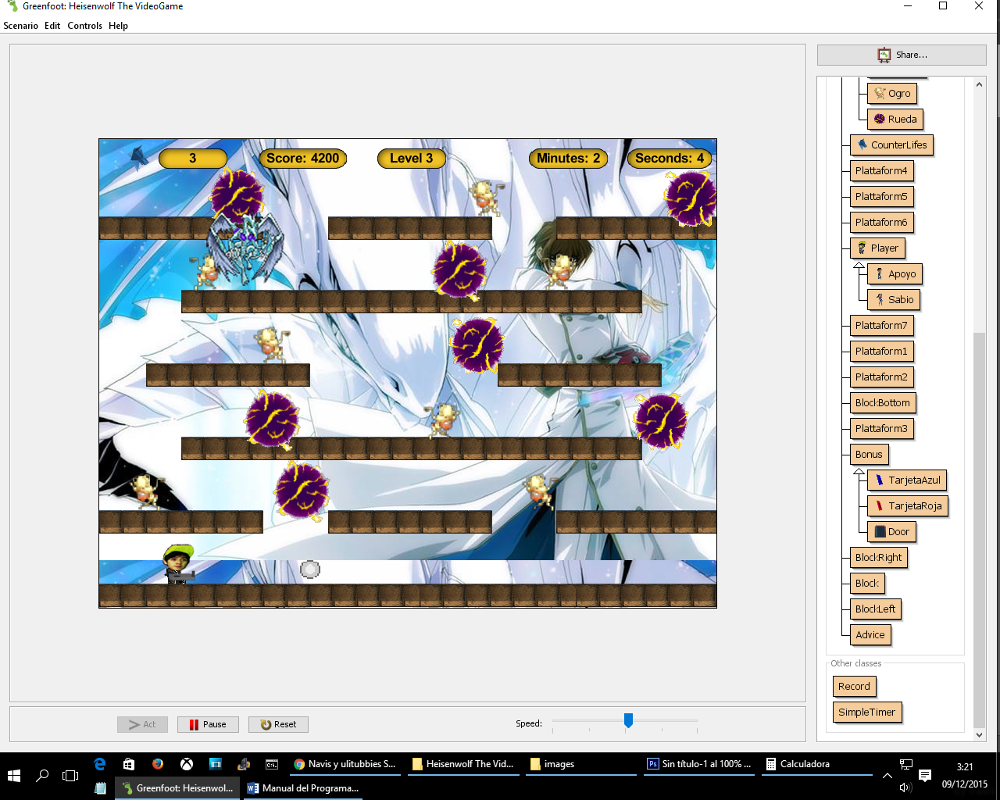 Greenfoot: Heisenwolf The VideoGame
Scenario Edit Controls Help
Share...
3
Score: 4200
Level 3
Minutes: 2
Seconds: 4
Ogro
Rueda
CounterLifes
Plattaform4
Plattaform5
Plattaform6
Player
Apoyo
Sabio
Plattaform7
Plattaform1
Plattaform2
BlockBottom
Plattaform3
Bonus
TarjetaAzul
TarjetaRoja
Door
BlockRight
Block
BlockLeft
Advice
Other classes
Record
SimpleTimer
Act
Pause
Reset
Speed:
Navis y ulitubbies S...
Heisenwolf The Vid...
images
Ps
Sin título-1 al 100% ...
Calculadora
Greenfoot: Heisenwol...
Manual del Programa...
3:21
09/12/2015